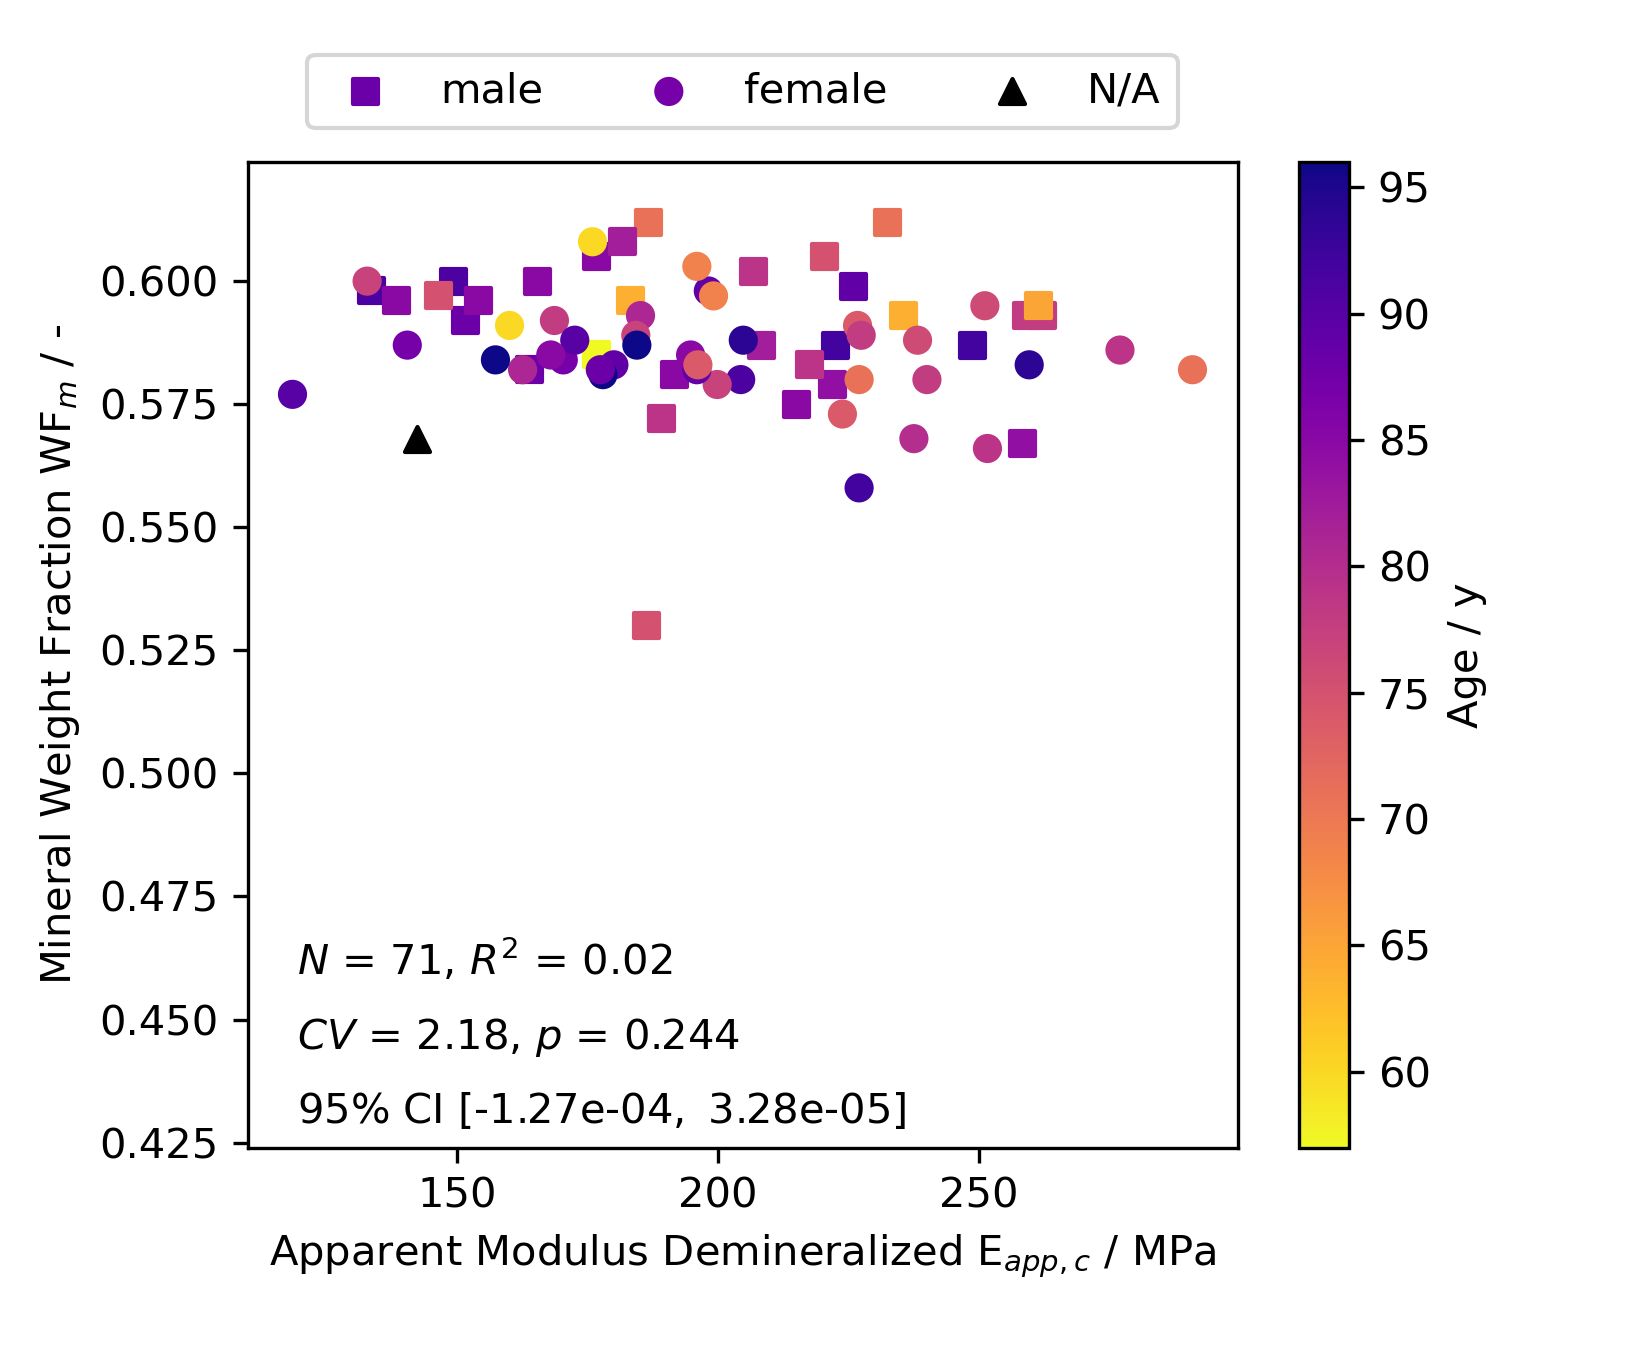 male female N/A
0.600
0.575
0.550
0.525
0.500
0.475
0.450
0.425
Mineral Weight Fraction WFₘ / -
N = 71, R² = 0.02
CV = 2.18, p = 0.244
95% CI [-1.27e-04, 3.28e-05]
150 200 250
Apparent Modulus Demineralized E_app,c / MPa
95
90
85
80
75
70
65
60
Age / y